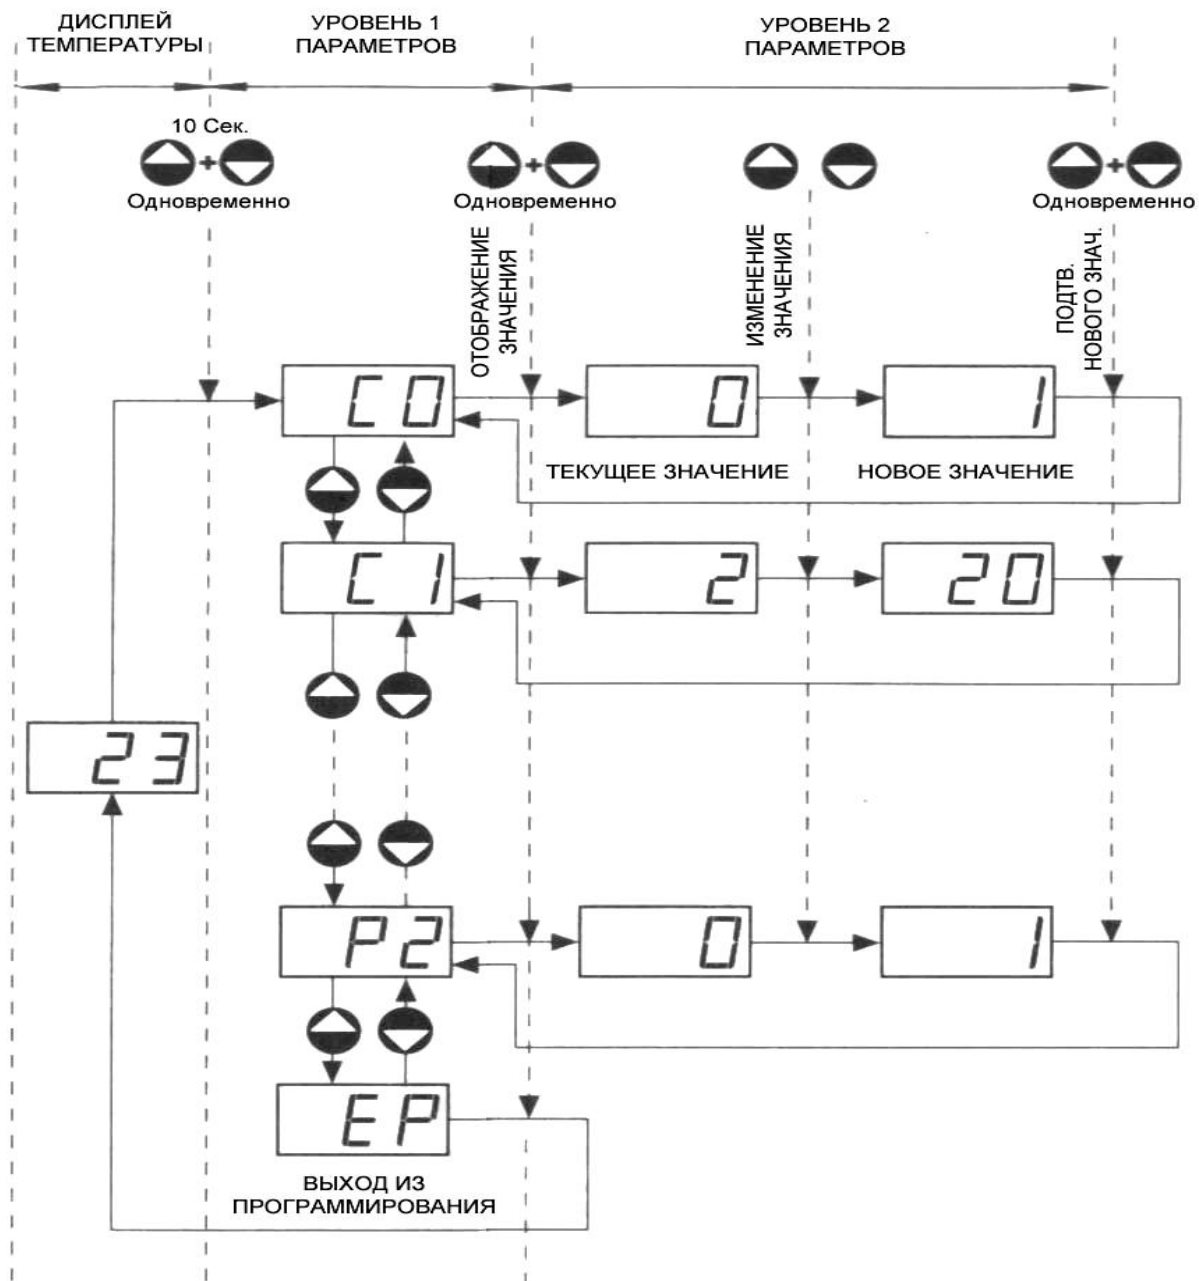 ДИСПЛЕЙ
ТЕМПЕРАТУРЫ
УРОВЕНЬ 1
ПАРАМЕТРОВ
УРОВЕНЬ 2
ПАРАМЕТРОВ
10 Сек.
+
+
+
Одновременно
Одновременно
Одновременно
ОТОБРАЖЕНИЕ
ЗНАЧЕНИЯ
ИЗМЕНЕНИЕ
ЗНАЧЕНИЯ
ПОДТВ.
НОВОГО ЗНАЧ.
C0
0
1
ТЕКУЩЕЕ ЗНАЧЕНИЕ
НОВОЕ ЗНАЧЕНИЕ
C1
2
20
23
P2
0
1
EP
ВЫХОД ИЗ
ПРОГРАММИРОВАНИЯ